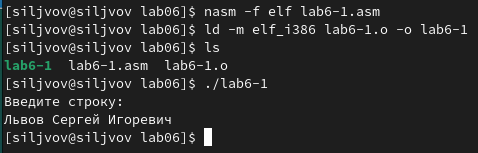 [siljvov@siljvov lab06]$ nasm -f elf lab6-1.asm
[siljvov@siljvov lab06]$ ld -m elf_i386 lab6-1.o -o lab6-1
[siljvov@siljvov lab06]$ ls
lab6-1  lab6-1.asm  lab6-1.o
[siljvov@siljvov lab06]$ ./lab6-1
Введите строку:
Львов Сергей Игоревич
[siljvov@siljvov lab06]$